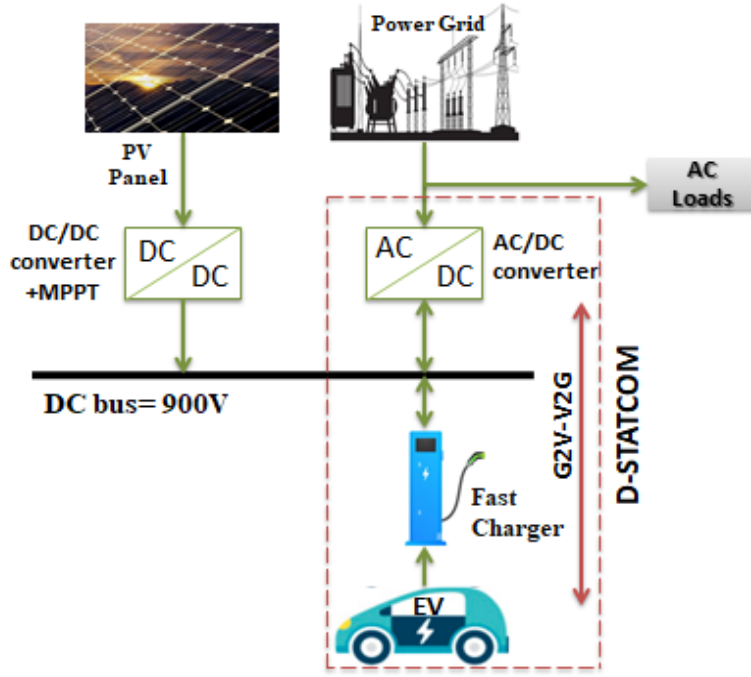 Power Grid
PV
Panel
AC
Loads
DC/DC
converter
+MPPT
DC
DC
AC
DC
AC/DC
converter
DC bus= 900V
G2V-V2G
D-STATCOM
Fast
Charger
EV